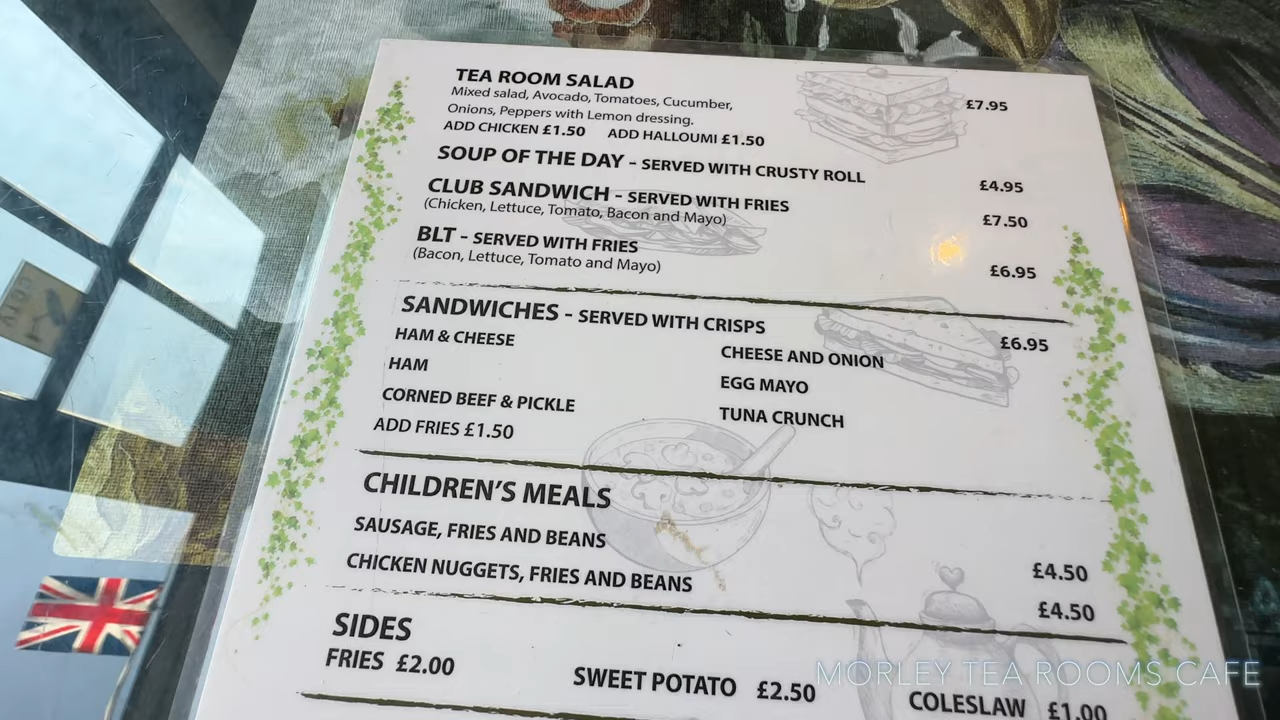 TEA ROOM SALAD £7.95
Mixed salad, Avocado, Tomatoes, Cucumber,
Onions, Peppers with Lemon dressing.
ADD CHICKEN £1.50 ADD HALLOUMI £1.50
SOUP OF THE DAY - SERVED WITH CRUSTY ROLL £4.95
CLUB SANDWICH - SERVED WITH FRIES £7.50
(Chicken, Lettuce, Tomato, Bacon and Mayo)
BLT - SERVED WITH FRIES £6.95
(Bacon, Lettuce, Tomato and Mayo)
SANDWICHES - SERVED WITH CRISPS £6.95
HAM & CHEESE CHEESE AND ONION
HAM EGG MAYO
CORNED BEEF & PICKLE TUNA CRUNCH
ADD FRIES £1.50
CHILDREN'S MEALS
SAUSAGE, FRIES AND BEANS £4.50
CHICKEN NUGGETS, FRIES AND BEANS £4.50
SIDES
FRIES £2.00 SWEET POTATO £2.50 COLESLAW £1.00
MORLEY TEA ROOMS CAFE